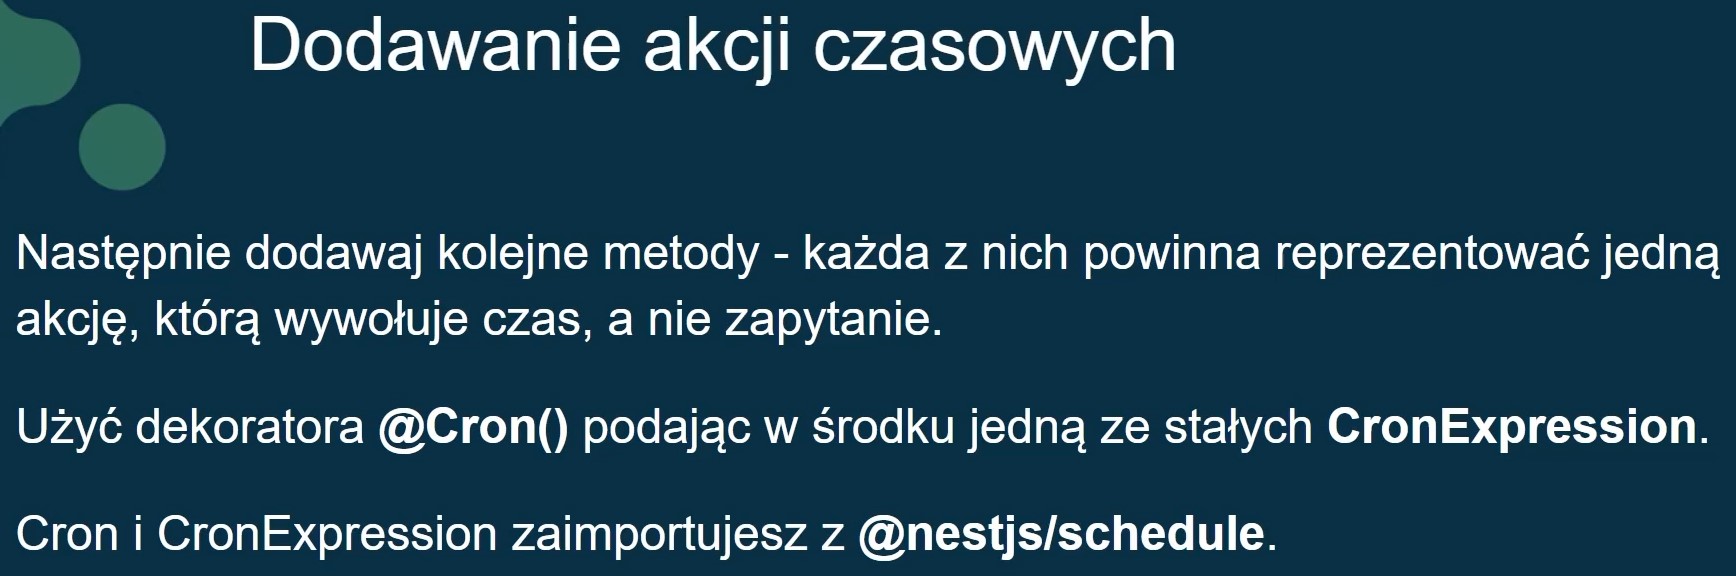 Dodawanie akcji czasowych
Następnie dodawaj kolejne metody - każda z nich powinna reprezentować jedną
akcję, którą wywołuje czas, a nie zapytanie.
Użyć dekoratora @Cron() podając w środku jedną ze stałych CronExpression.
Cron i CronExpression zaimportujesz z @nestjs/schedule.